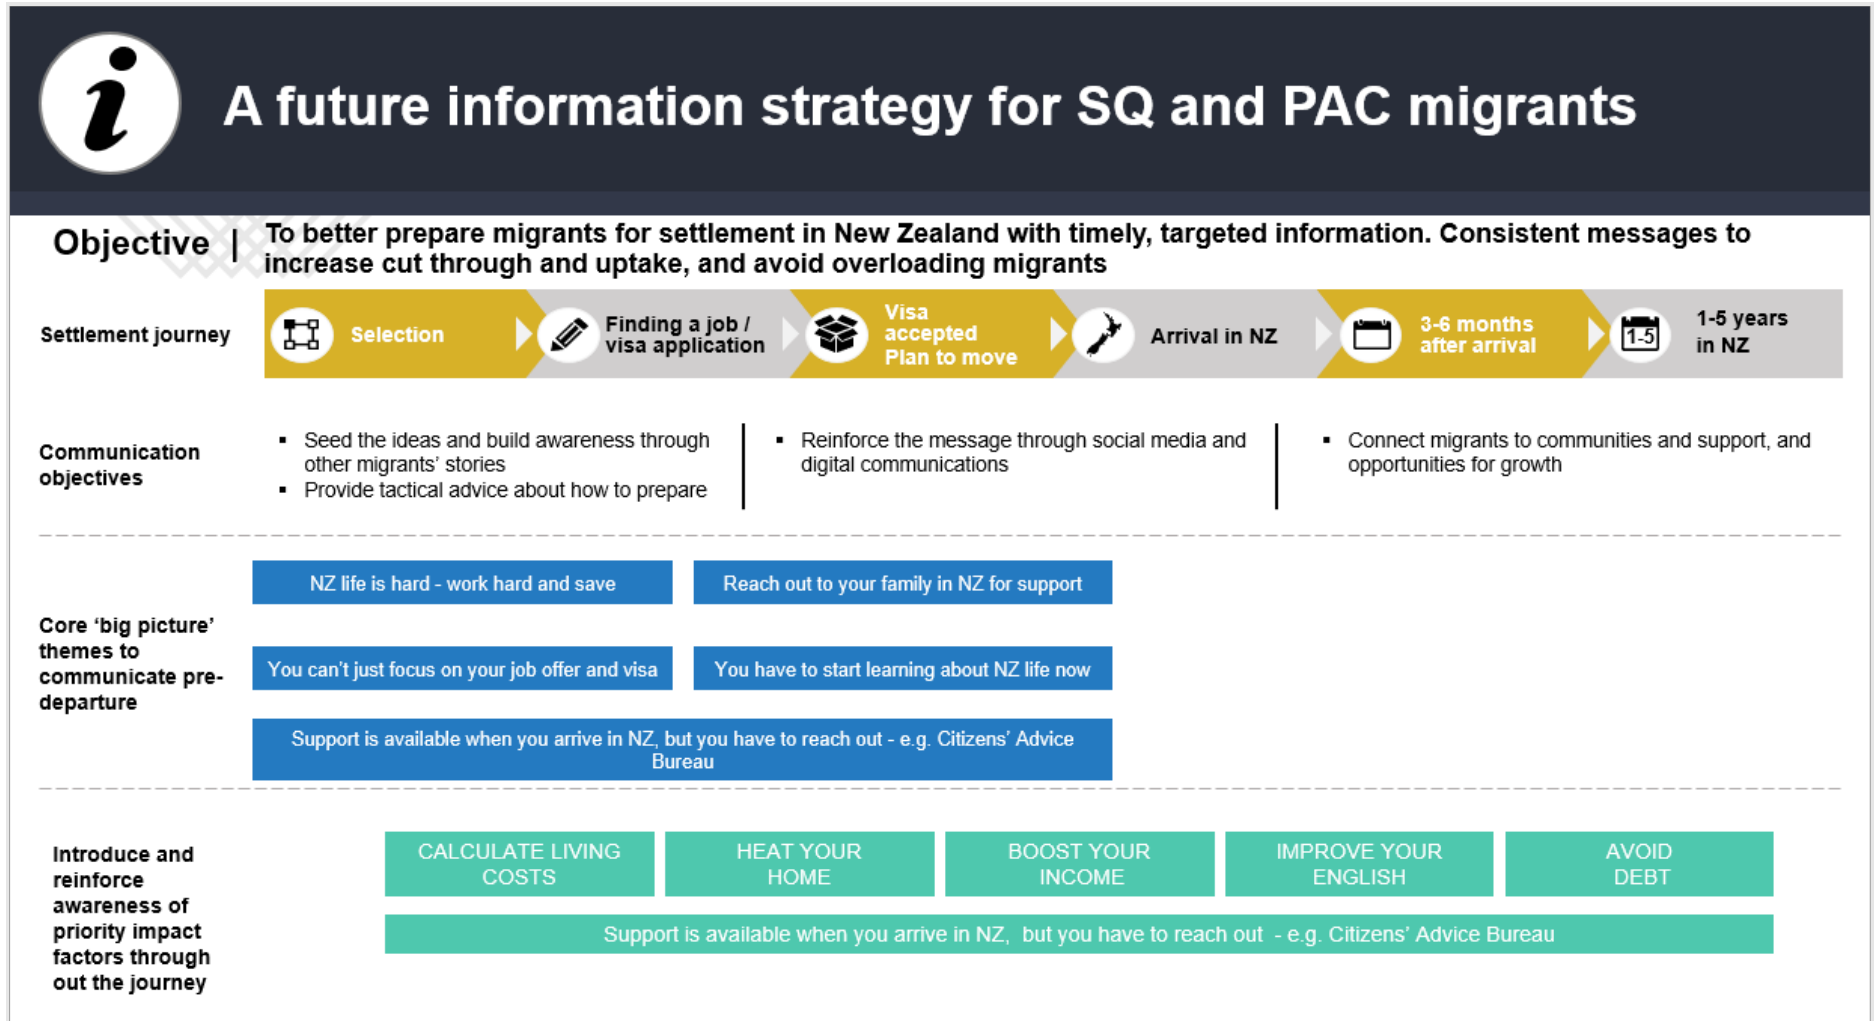 i
A future information strategy for SQ and PAC migrants
Objective |
To better prepare migrants for settlement in New Zealand with timely, targeted information. Consistent messages to
increase cut through and uptake, and avoid overloading migrants
Settlement journey
Selection
Finding a job /
visa application
Visa
accepted
Plan to move
Arrival in NZ
3-6 months
after arrival
1-5
1-5 years
in NZ
Communication
objectives
▪ Seed the ideas and build awareness through
other migrants’ stories
▪ Provide tactical advice about how to prepare
▪ Reinforce the message through social media and
digital communications
▪ Connect migrants to communities and support, and
opportunities for growth
Core ‘big picture’
themes to
communicate pre-
departure
NZ life is hard - work hard and save
Reach out to your family in NZ for support
You can’t just focus on your job offer and visa
You have to start learning about NZ life now
Support is available when you arrive in NZ, but you have to reach out - e.g. Citizens’ Advice
Bureau
Introduce and
reinforce
awareness of
priority impact
factors through
out the journey
CALCULATE LIVING
COSTS
HEAT YOUR
HOME
BOOST YOUR
INCOME
IMPROVE YOUR
ENGLISH
AVOID
DEBT
Support is available when you arrive in NZ,  but you have to reach out  - e.g. Citizens’ Advice Bureau